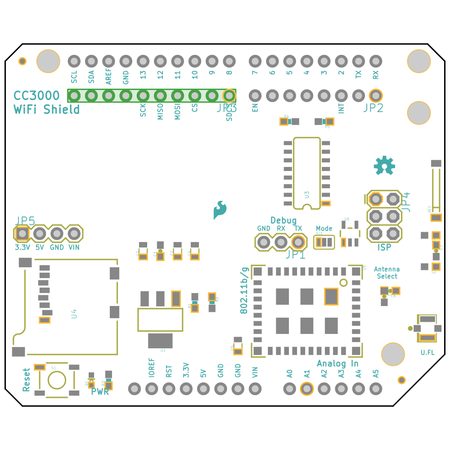 SCL SDA AREF GND 13 12 11 10 9 8 7 6 5 4 3 2 TX RX
CC3000
WiFi Shield
SCK MISO MOSI CS SD JP3 EN INT JP2
U3
JP4
ISP
JP5
3.3V 5V GND VIN
Debug
GND RX TX
Mode
JP1
802.11b/g
Antenna
Select
U4
U.FL
Reset
PWR
IOREF RST 3.3V 5V GND GND VIN
Analog In
A0 A1 A2 A3 A4 A5